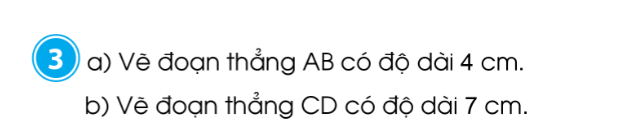 3 a) Vẽ đoạn thẳng AB có độ dài 4 cm.
b) Vẽ đoạn thẳng CD có độ dài 7 cm.